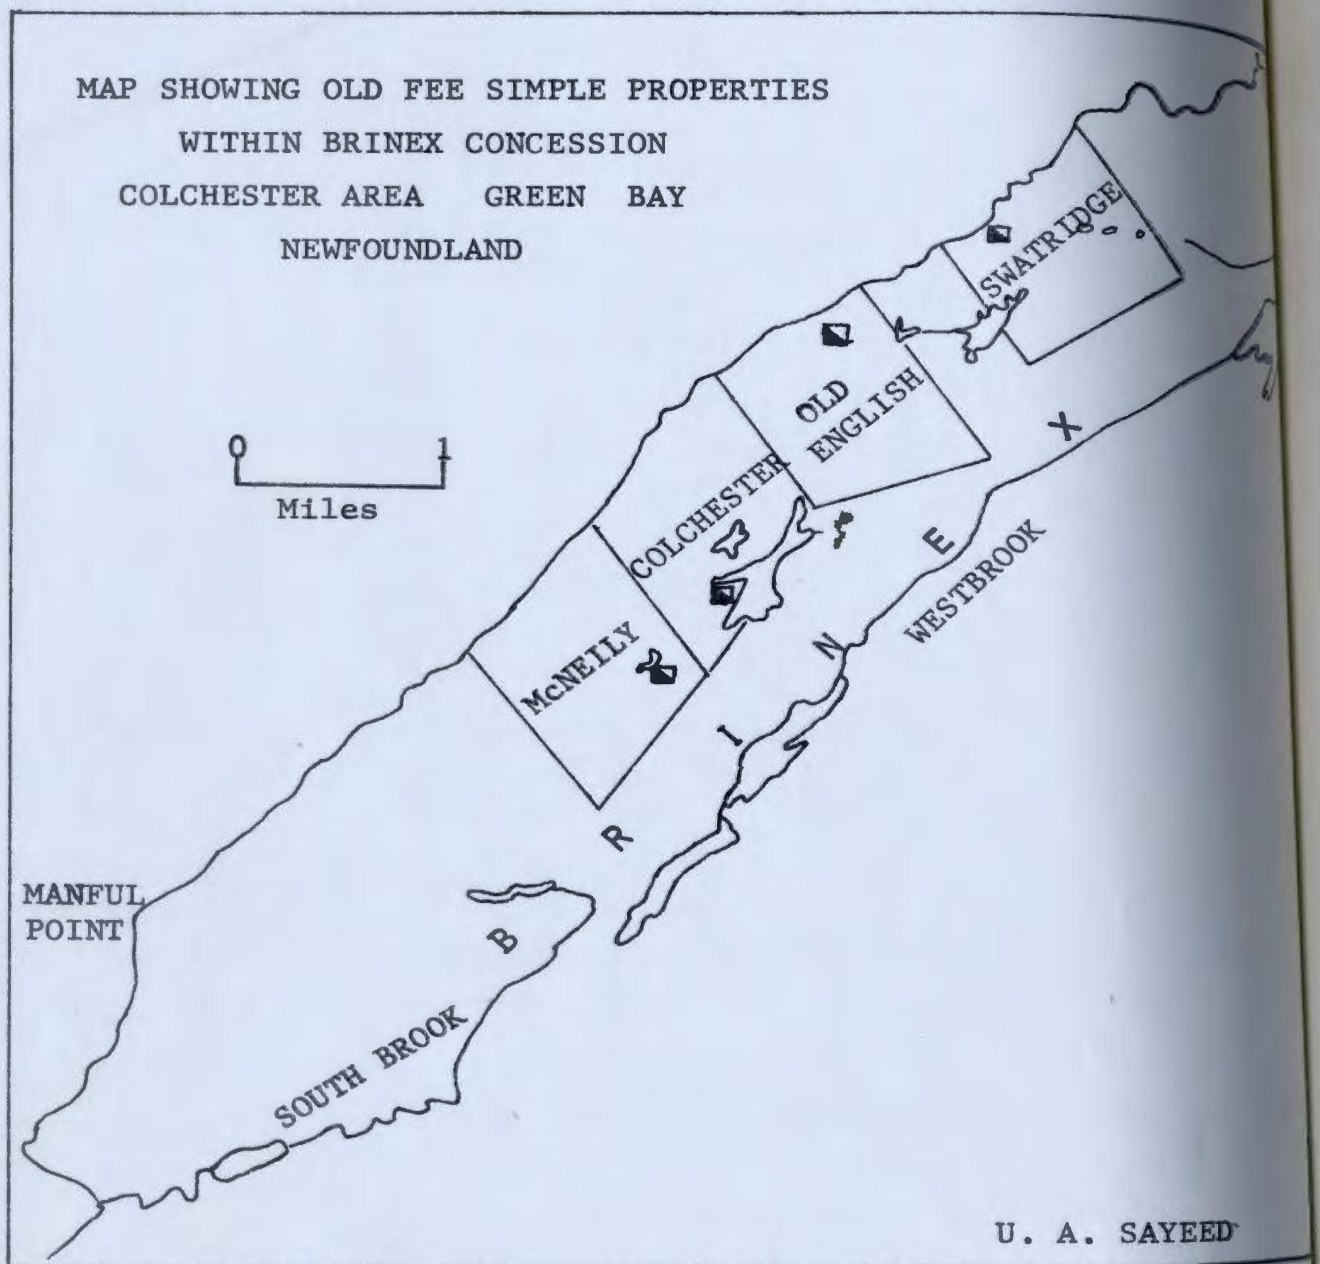 MAP SHOWING OLD FEE SIMPLE PROPERTIES
WITHIN BRINEX CONCESSION
COLCHESTER AREA GREEN BAY
NEWFOUNDLAND
SWATRIDGE
OLD
ENGLISH
0 1
Miles
COLCHESTER
McNEILY
BRINEX
WESTBROOK
MANFUL
POINT
SOUTH BROOK
U. A. SAYEED